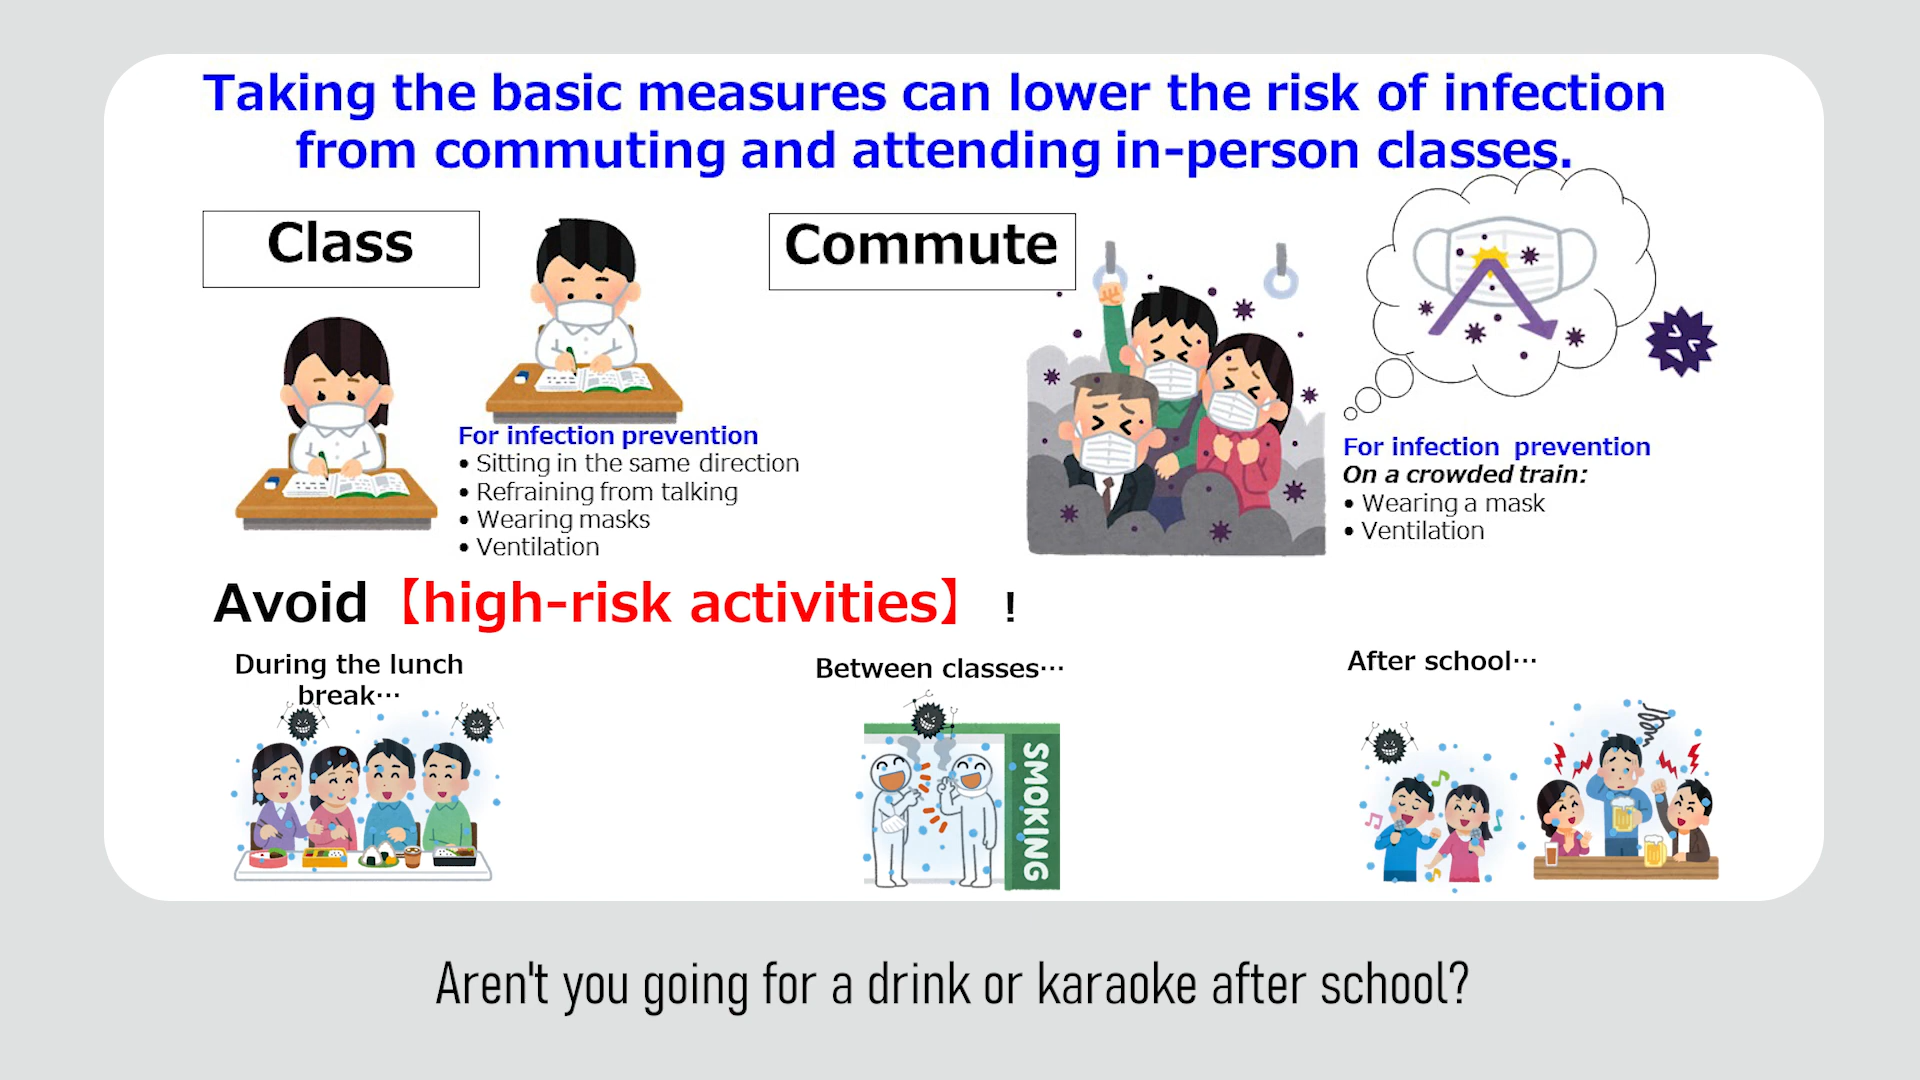 Taking the basic measures can lower the risk of infection
from commuting and attending in-person classes.
Class
For infection prevention
• Sitting in the same direction
• Refraining from talking
• Wearing masks
• Ventilation
Commute
For infection prevention
On a crowded train:
• Wearing a mask
• Ventilation
Avoid【high-risk activities】 !
During the lunch
break⋯
Between classes⋯
SMOKING
After school⋯
Aren't you going for a drink or karaoke after school?